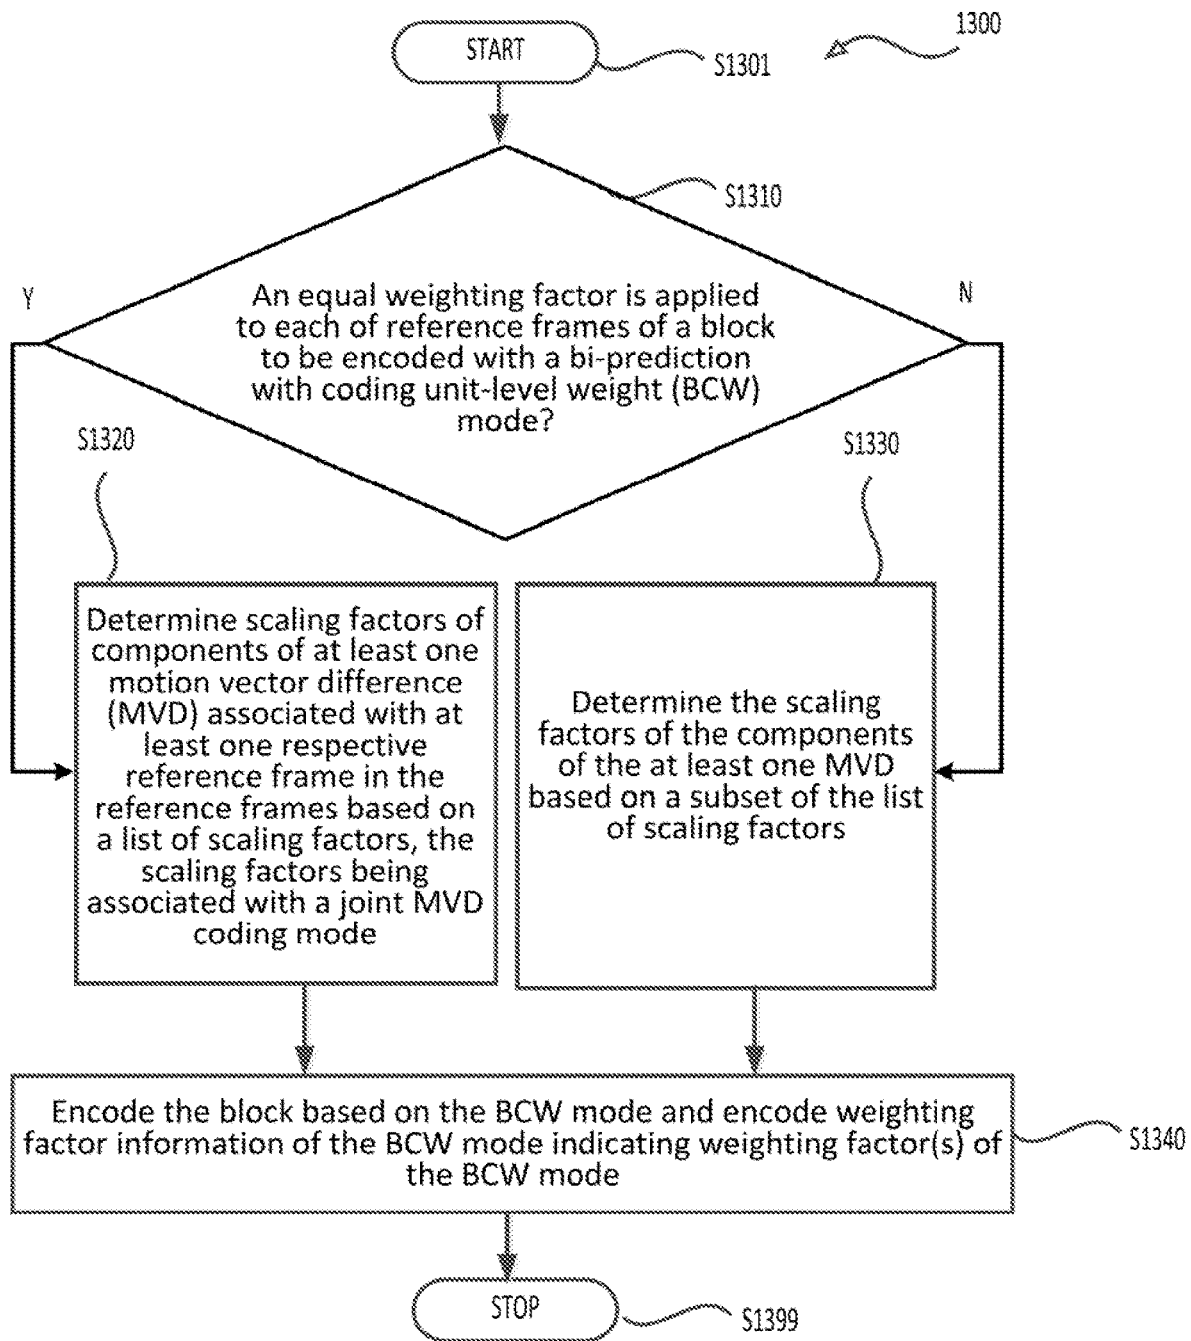 1300
START
S1301
S1310
Y
N
An equal weighting factor is applied
to each of reference frames of a block
to be encoded with a bi-prediction
with coding unit-level weight (BCW)
mode?
S1320
S1330
Determine scaling factors of
components of at least one
motion vector difference
(MVD) associated with at
least one respective
reference frame in the
reference frames based on
a list of scaling factors, the
scaling factors being
associated with a joint MVD
coding mode
Determine the scaling
factors of the components
of the at least one MVD
based on a subset of the list
of scaling factors
Encode the block based on the BCW mode and encode weighting
factor information of the BCW mode indicating weighting factor(s) of
the BCW mode
S1340
STOP
S1399